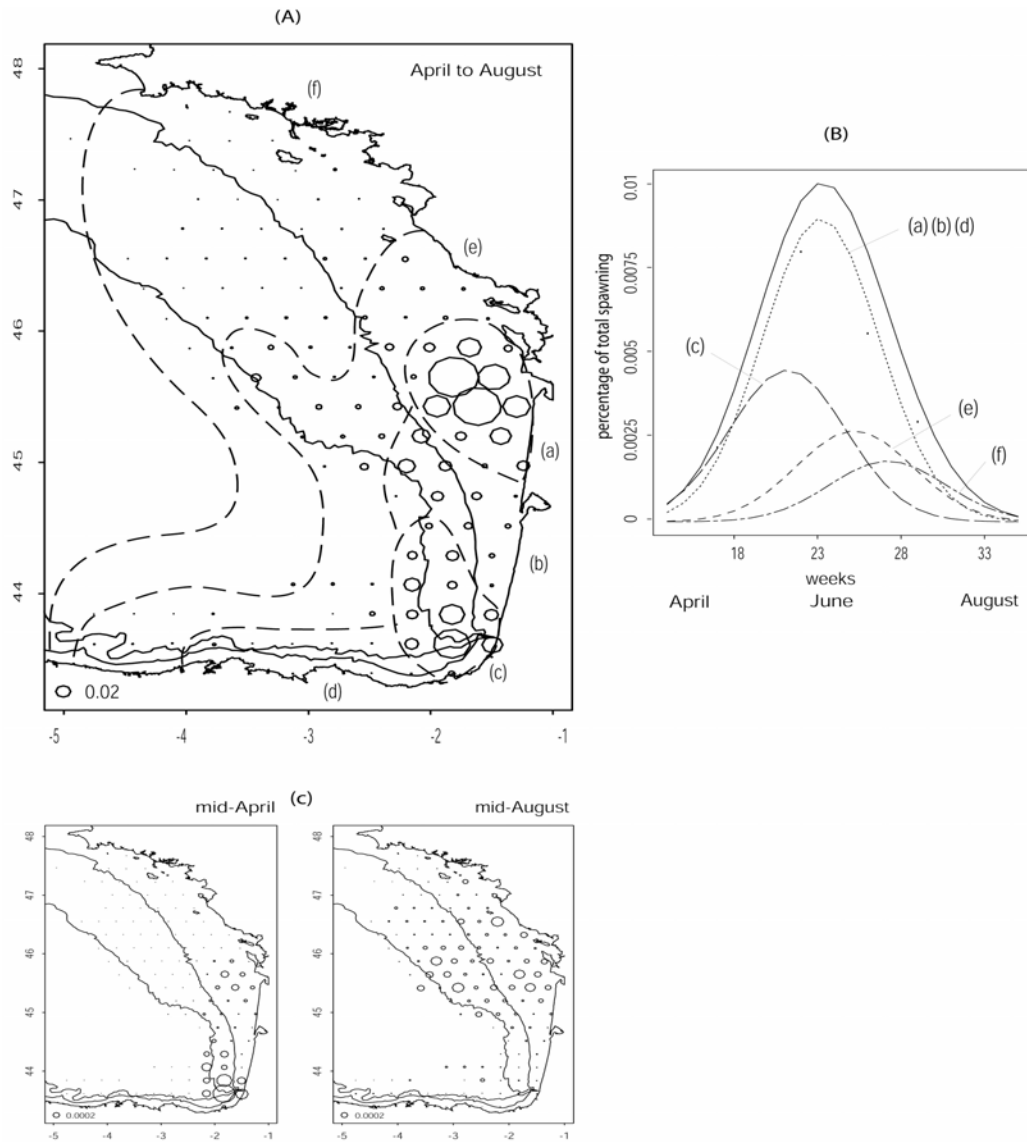 (A)
April to August
(f)
(e)
(a)
(b)
(c)
(d)
0.02
48
47
46
45
44
-5 -4 -3 -2 -1
(B)
percentage of total spawning
0.01
0.0075
0.005
0.0025
0
(a) (b) (d)
(c)
(e)
(f)
18 23 28 33
weeks
April June August
(c)
mid-April
48
47
46
45
44
0.0002
-5 -4 -3 -2 -1
mid-August
48
47
46
45
44
0.0002
-5 -4 -3 -2 -1